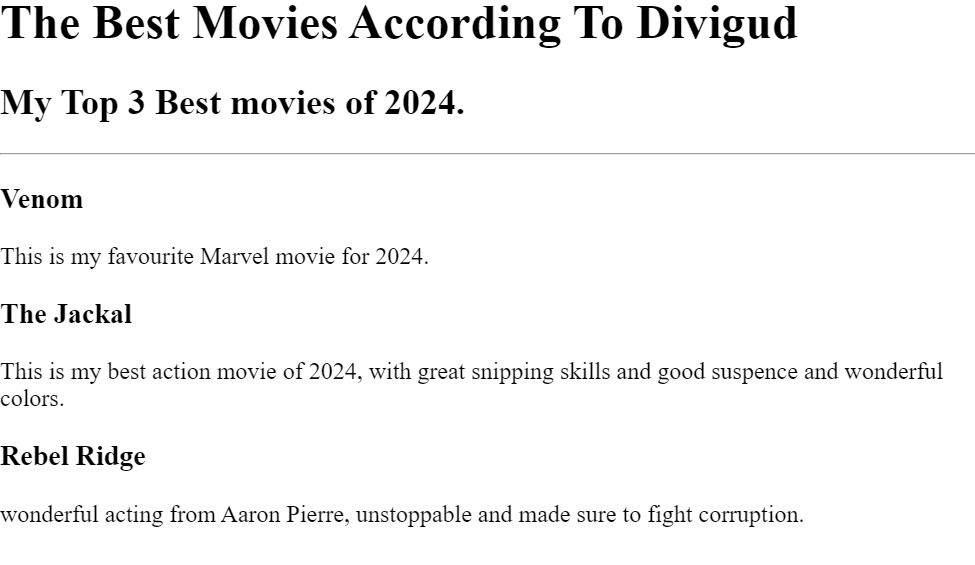 The Best Movies According To Divigud
My Top 3 Best movies of 2024.
Venom
This is my favourite Marvel movie for 2024.
The Jackal
This is my best action movie of 2024, with great snipping skills and good suspence and wonderful
colors.
Rebel Ridge
wonderful acting from Aaron Pierre, unstoppable and made sure to fight corruption.